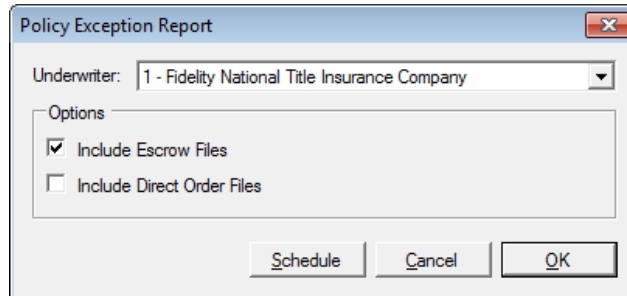 Policy Exception Report
Underwriter: 1 - Fidelity National Title Insurance Company
Options
Include Escrow Files
Include Direct Order Files
Schedule Cancel OK